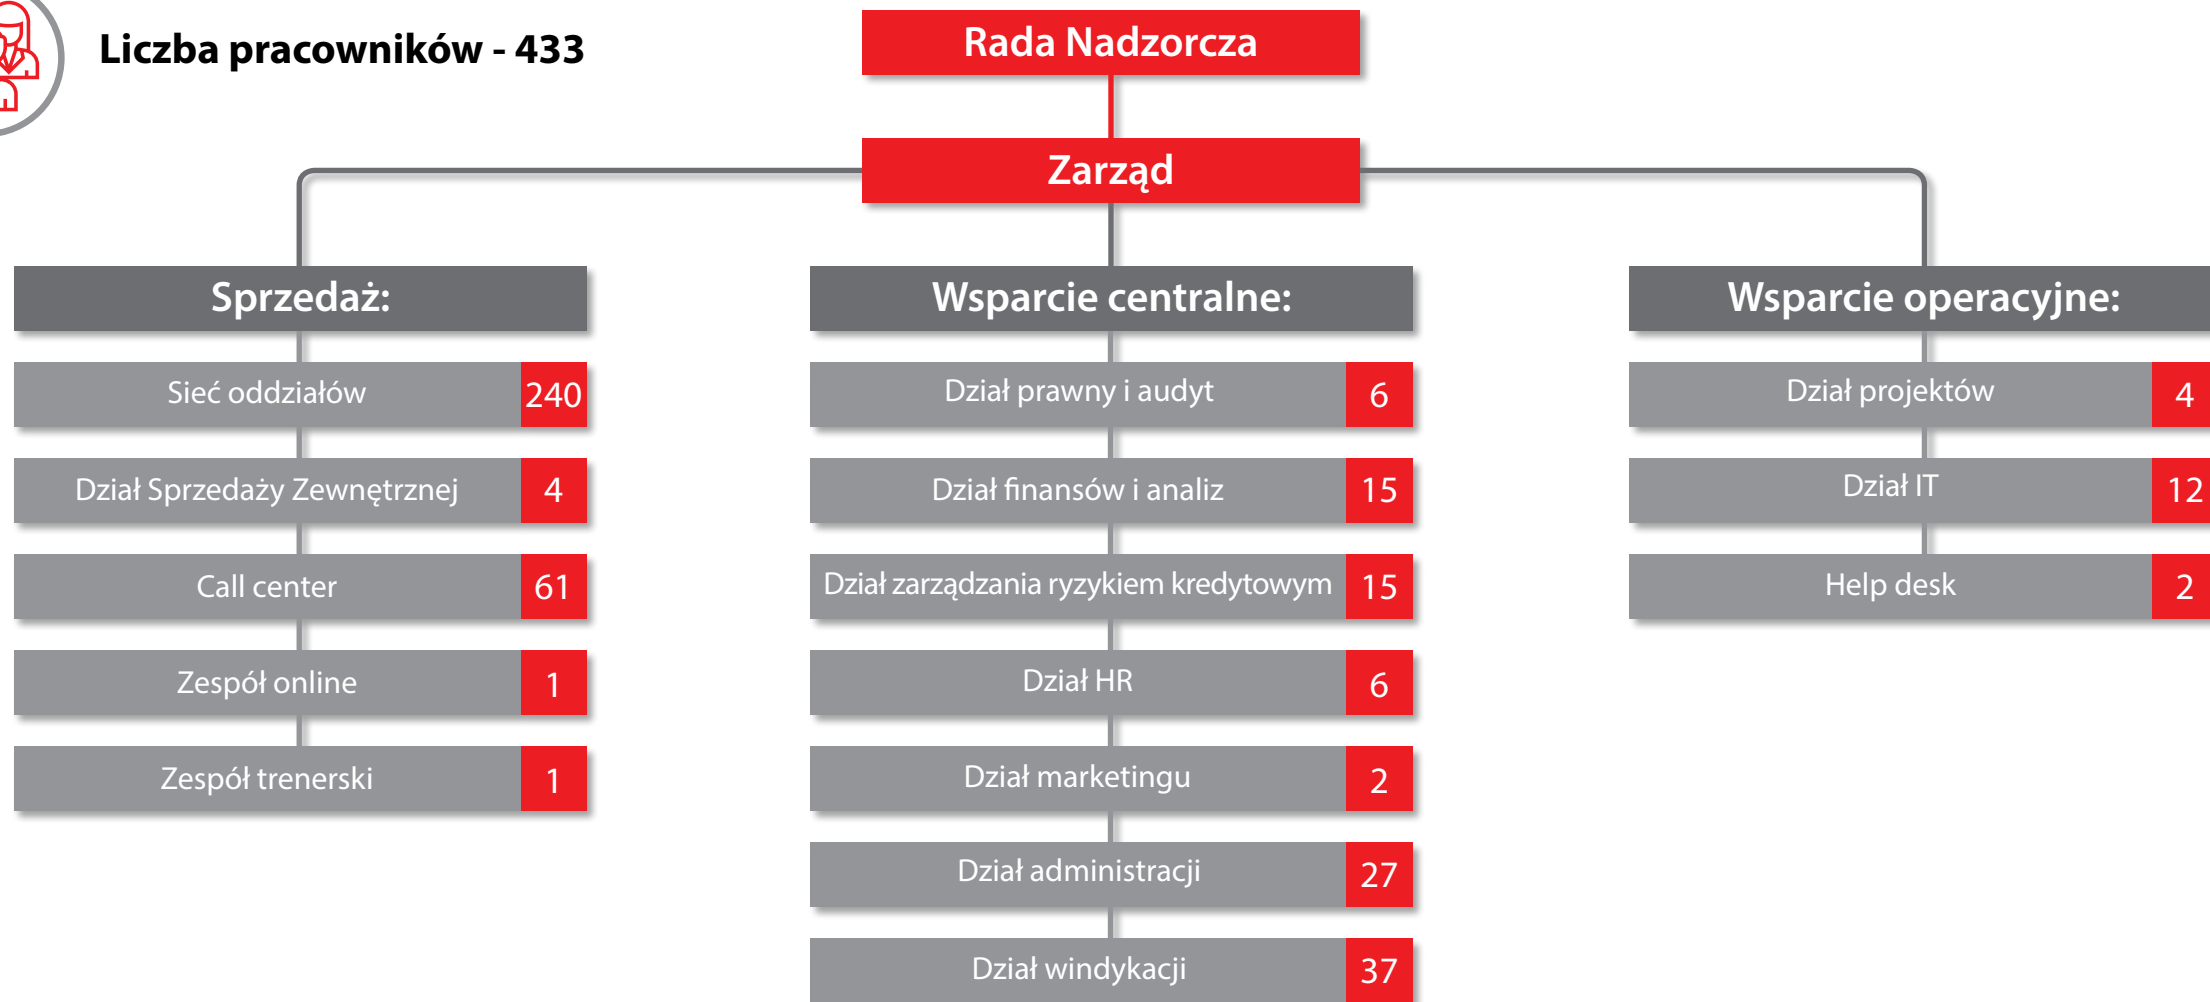 Liczba pracowników - 433
Rada Nadzorcza
Zarząd
Sprzedaż:
Sieć oddziałów 240
Dział Sprzedaży Zewnętrznej 4
Call center 61
Zespół online 1
Zespół trenerski 1
Wsparcie centralne:
Dział prawny i audyt 6
Dział finansów i analiz 15
Dział zarządzania ryzykiem kredytowym 15
Dział HR 6
Dział marketingu 2
Dział administracji 27
Dział windykacji 37
Wsparcie operacyjne:
Dział projektów 4
Dział IT 12
Help desk 2